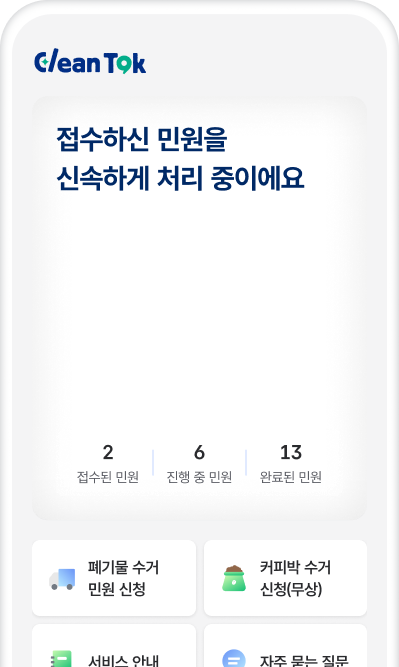 Clean Tok
접수하신 민원을
신속하게 처리 중이에요
2 6 13
접수된 민원 진행 중 민원 완료된 민원
폐기물 수거
민원 신청
커피박 수거
신청(무상)
서비스 안내
자주 묻는 질문